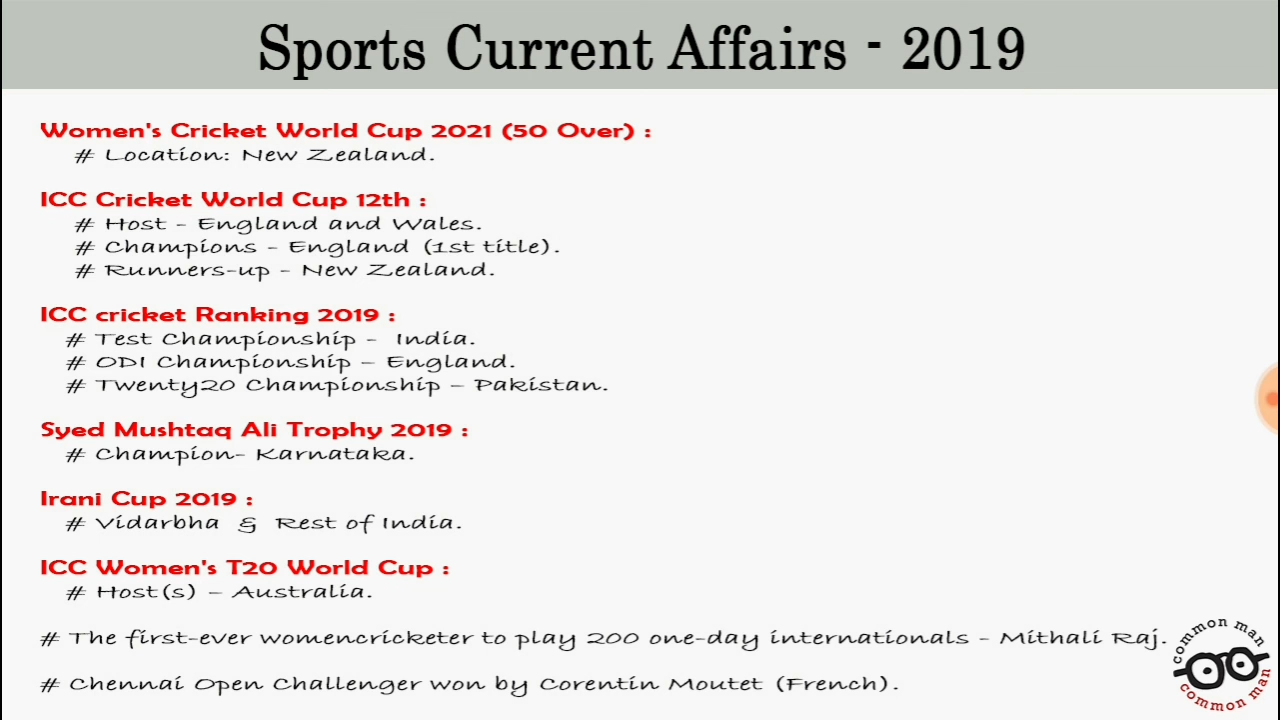 Sports Current Affairs - 2019
Women's Cricket World Cup 2021 (50 Over) :
# Location: New Zealand.
ICC Cricket World Cup 12th :
# Host - England and Wales.
# Champions - England (1st title).
# Runners-up - New Zealand.
ICC cricket Ranking 2019 :
# Test Championship - India.
# ODI Championship – England.
# Twenty20 Championship – Pakistan.
Syed Mushtaq Ali Trophy 2019 :
# Champion- Karnataka.
Irani Cup 2019 :
# Vidarbha & Rest of India.
ICC Women's T20 World Cup :
# Host(s) – Australia.
# The first-ever womencricketer to play 200 one-day internationals - Mithali Raj.
# Chennai Open Challenger won by Corentin Moutet (French).
common man
common man